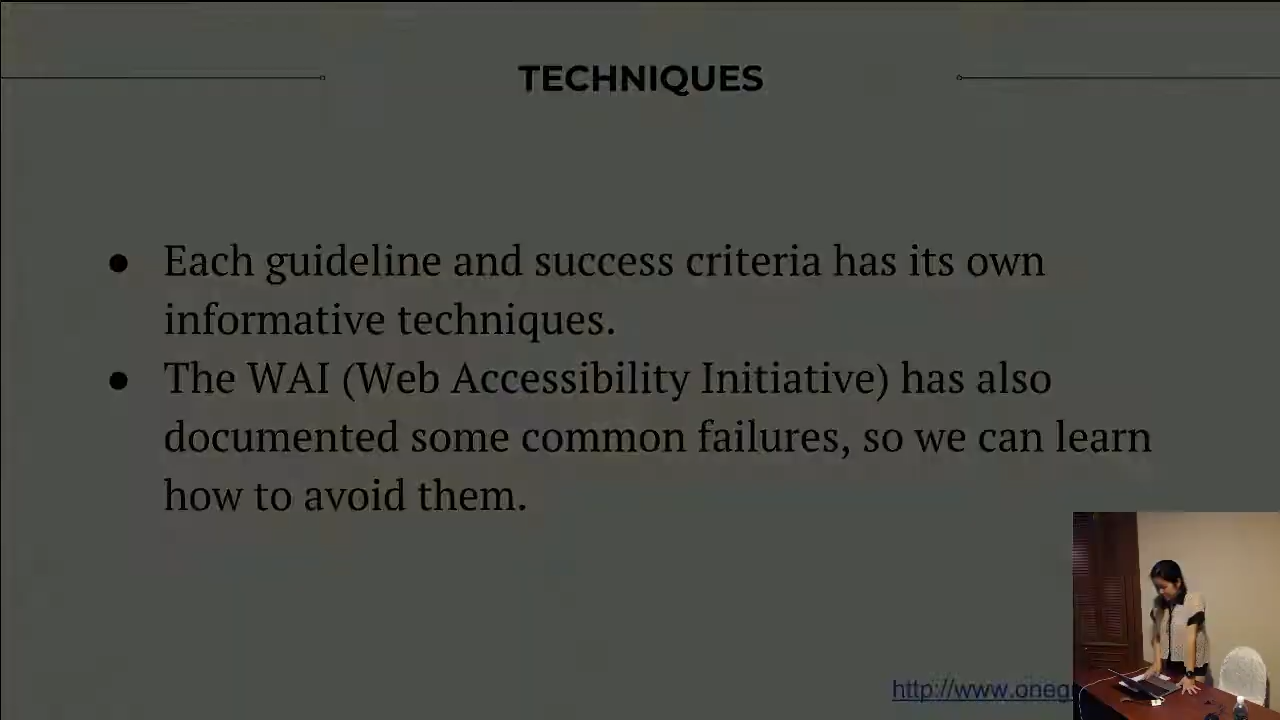 TECHNIQUES
● Each guideline and success criteria has its own
informative techniques.
● The WAI (Web Accessibility Initiative) has also
documented some common failures, so we can learn
how to avoid them.
http://www.oneg